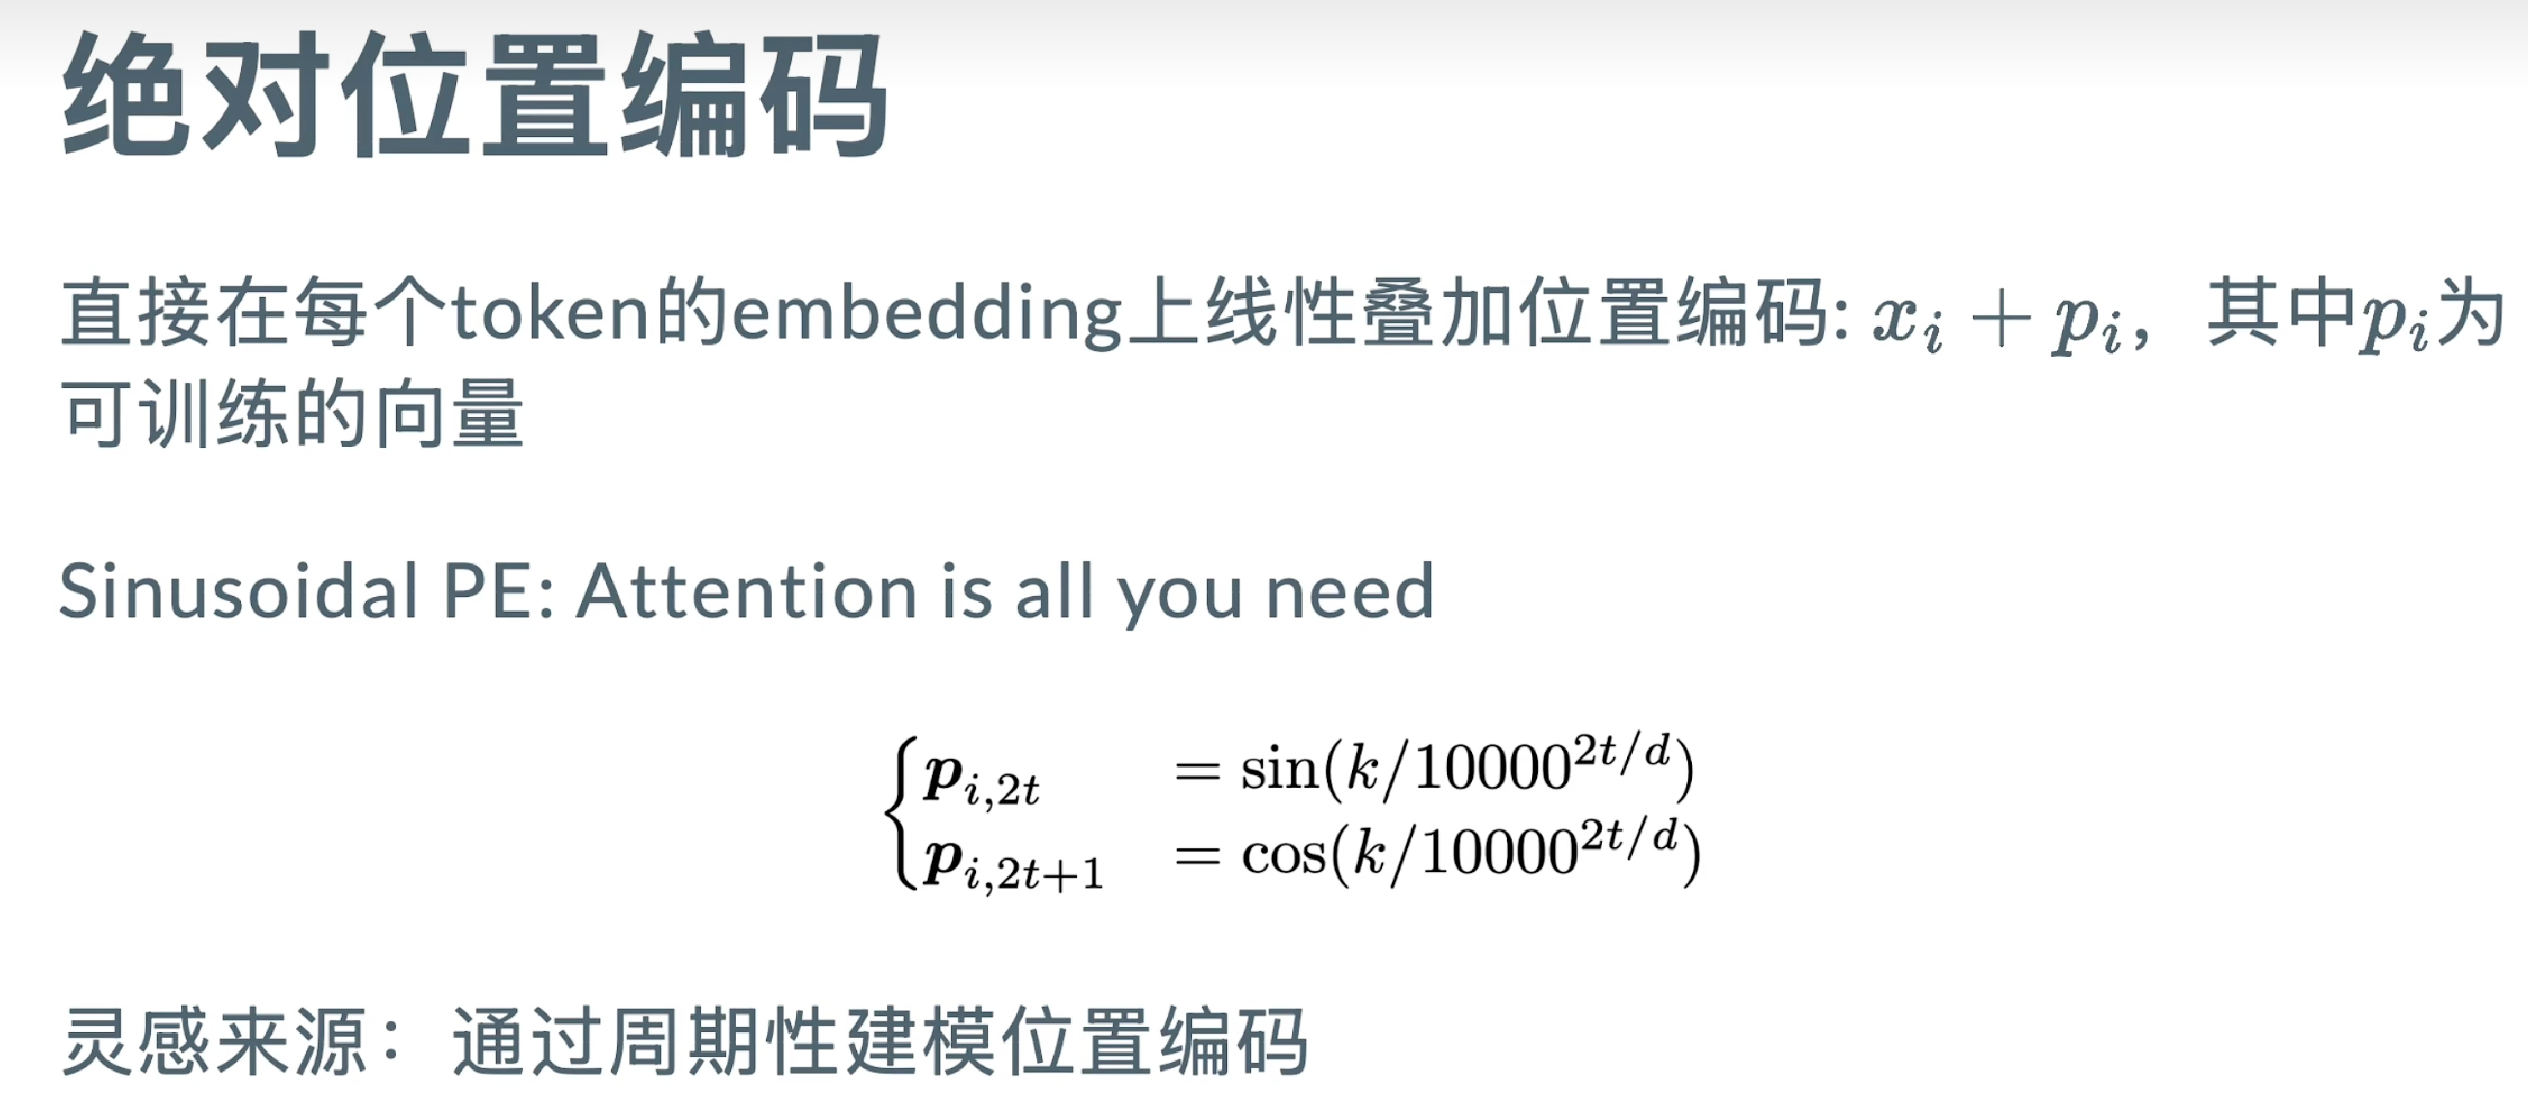 绝对位置编码
直接在每个token的embedding上线性叠加位置编码: $x_i + p_i$，其中$p_i$为
可训练的向量
Sinusoidal PE: Attention is all you need
$\begin{cases} \boldsymbol{p}_{i,2t} & = \sin(k/10000^{2t/d}) \\ \boldsymbol{p}_{i,2t+1} & = \cos(k/10000^{2t/d}) \end{cases}$
灵感来源：通过周期性建模位置编码